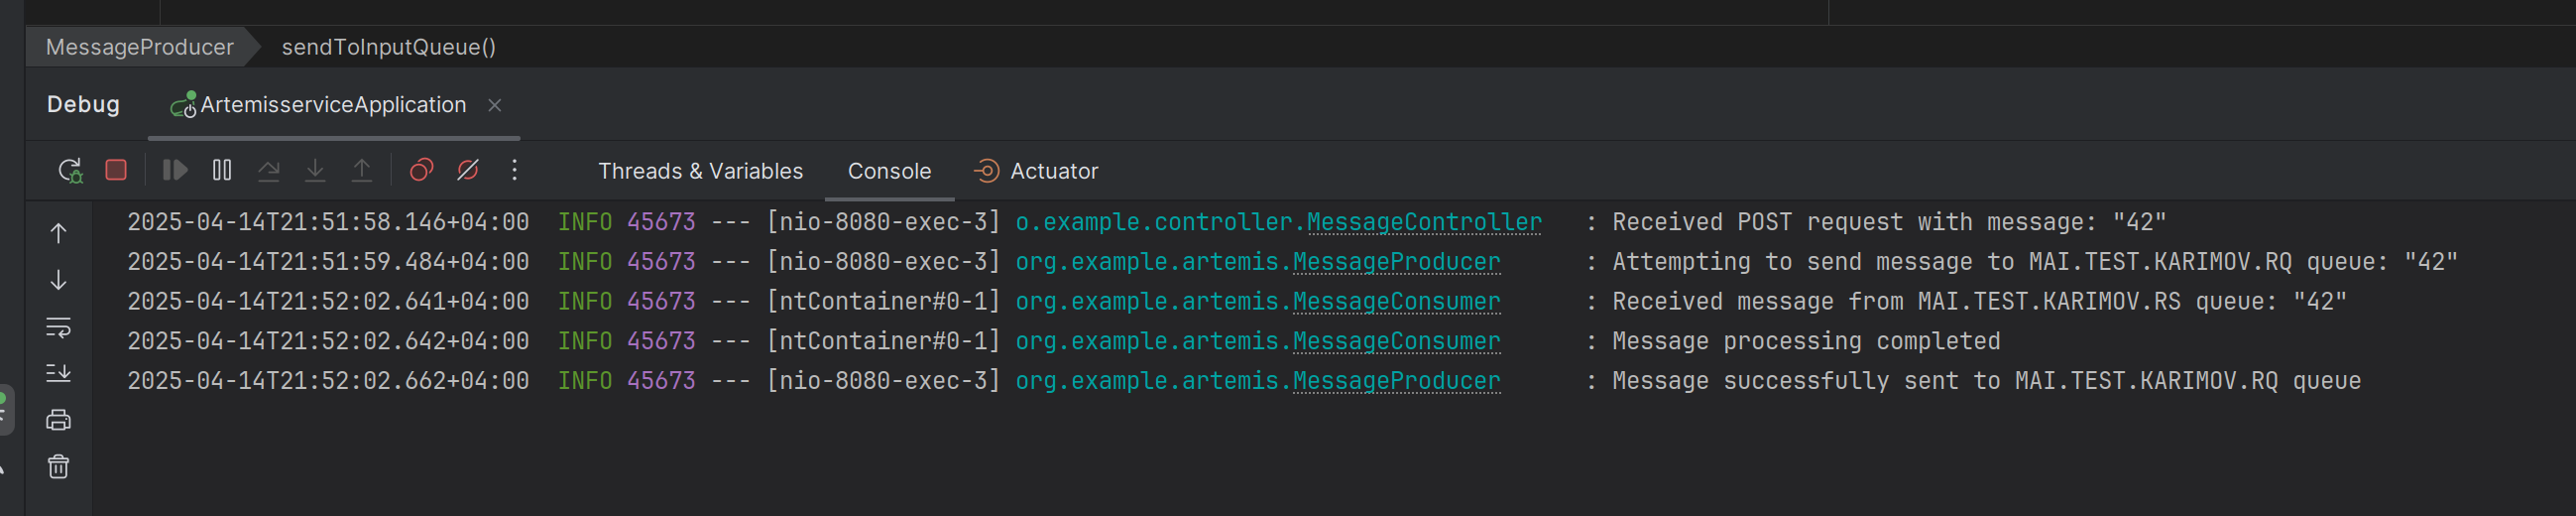 MessageProducer sendToInputQueue()
Debug ArtemisserviceApplication
Threads & Variables Console Actuator
2025-04-14T21:51:58.146+04:00 INFO 45673 --- [nio-8080-exec-3] o.example.controller.MessageController : Received POST request with message: "42"
2025-04-14T21:51:59.484+04:00 INFO 45673 --- [nio-8080-exec-3] org.example.artemis.MessageProducer : Attempting to send message to MAI.TEST.KARIMOV.RQ queue: "42"
2025-04-14T21:52:02.641+04:00 INFO 45673 --- [ntContainer#0-1] org.example.artemis.MessageConsumer : Received message from MAI.TEST.KARIMOV.RS queue: "42"
2025-04-14T21:52:02.642+04:00 INFO 45673 --- [ntContainer#0-1] org.example.artemis.MessageConsumer : Message processing completed
2025-04-14T21:52:02.662+04:00 INFO 45673 --- [nio-8080-exec-3] org.example.artemis.MessageProducer : Message successfully sent to MAI.TEST.KARIMOV.RQ queue